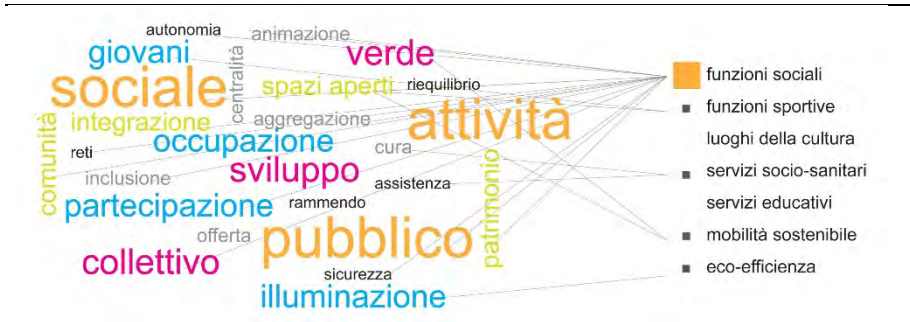 autonomia
animazione
giovani
verde
centralità
sociale
spazi aperti
riequilibrio
attività
comunità
integrazione
aggregazione
occupazione
reti
cura
sviluppo
inclusione
assistenza
patrimonio
partecipazione
rammendo
offerta
pubblico
collettivo
sicurezza
illuminazione
funzioni sociali
funzioni sportive
luoghi della cultura
servizi socio-sanitari
servizi educativi
mobilità sostenibile
eco-efficienza